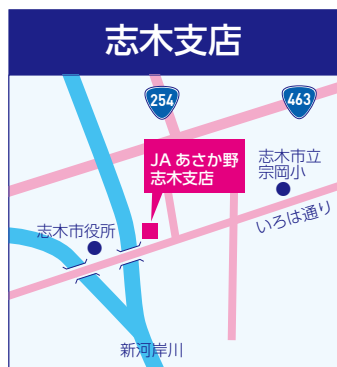 志木支店
254
463
JA あさか野
志木支店
志木市立
宗岡小
いろは通り
志木市役所
新河岸川